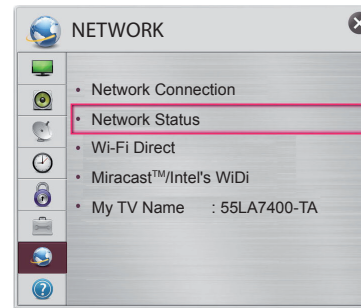 NETWORK
• Network Connection
• Network Status
• Wi-Fi Direct
• Miracast™/Intel's WiDi
• My TV Name : 55LA7400-TA